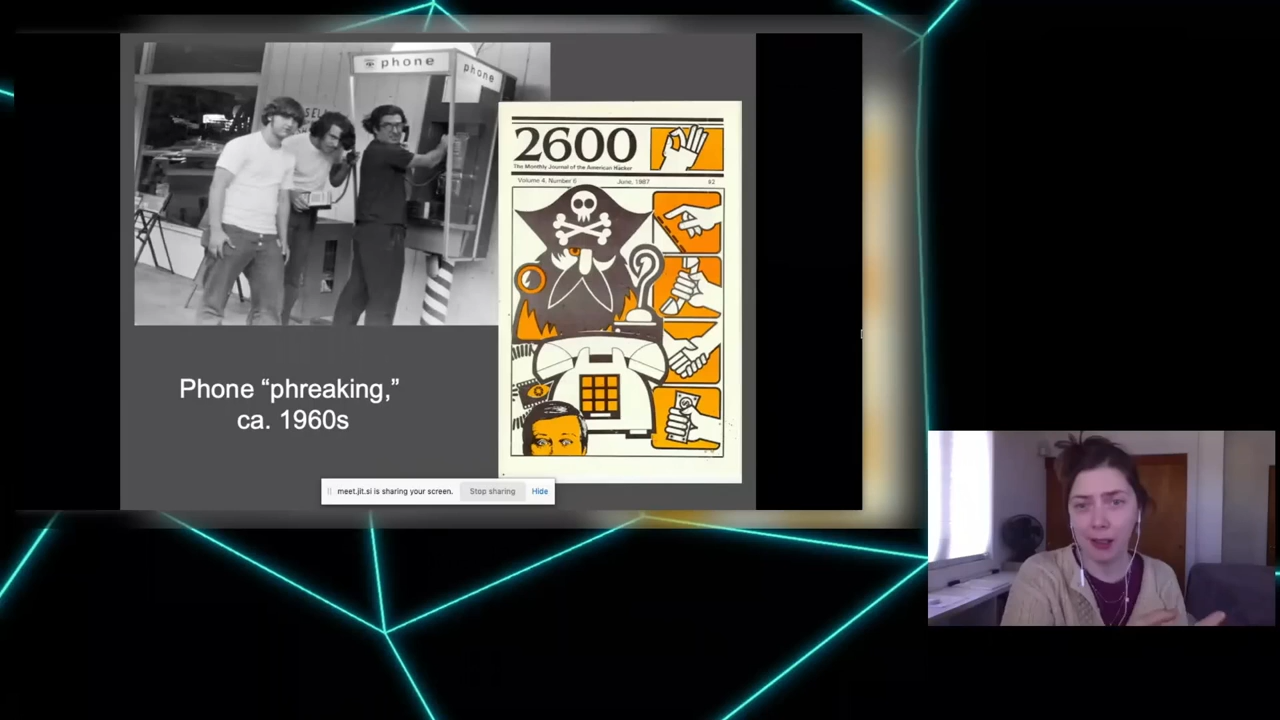 phone
phone
2600
The Monthly Journal of the American Hacker
Volume 4, Number 6 June, 1987 $2
Phone “phreaking,”
ca. 1960s
meet.jit.si is sharing your screen. Stop sharing Hide